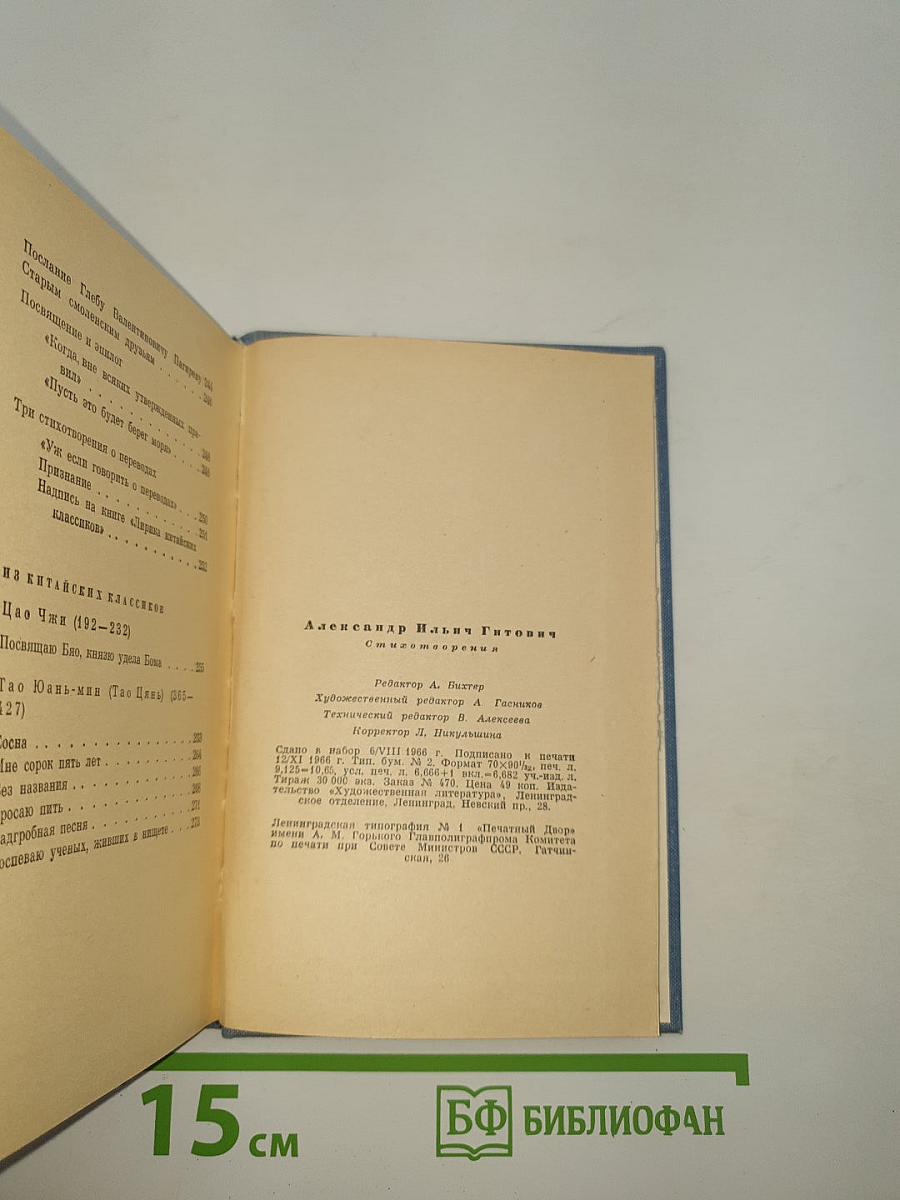 Послание Глебу Валентиновичу Пагиреву 244
Старым смоленским друзьям . . . . . . 246
Посвящение и эпилог
«Когда, вне всяких утвержденных пра-
вил» . . . . . . . . . . . 248
«Пусть это будет берег моря» . . . . 248
Три стихотворения о переводах
«Уж если говорить о переводах» . . . 250
Признание . . . . . . . . . . 251
Надпись на книге «Лирика китайских
классиков» . . . . . . . . . . 252
ИЗ КИТАЙСКИХ КЛАССИКОВ
Цао Чжи (192—232)
Посвящаю Бяо, князю удела Бома . . . . 255
Тао Юань-мин (Тао Цянь) (365—
427)
Сосна . . . . . . . . . . . . . 263
Мне сорок пять лет . . . . . . . . . 264
Без названия . . . . . . . . . . . 266
Бросаю пить . . . . . . . . . . . 268
адгробная песня . . . . . . . . . . 271
оспеваю ученых, живших в нищете . . . 273
Александр Ильич Гитович
Стихотворения
Редактор А. Бихтер
Художественный редактор А. Гасников
Технический редактор В. Алексеева
Корректор Л. Никульшина
Сдано в набор 6/VIII 1966 г. Подписано к печати
12/XI 1966 г. Тип. бум. № 2. Формат 70×90¹/₃₂, печ. л.
9,125=10,65, усл. печ. л. 6,666+1 вкл.=6,682 уч.-изд. л.
Тираж 30 000 экз. Заказ № 470. Цена 49 коп. Изда-
тельство «Художественная литература», Ленинград-
ское отделение, Ленинград, Невский пр., 28.
Ленинградская типография № 1 «Печатный Двор»
имени А. М. Горького Главполиграфпрома Комитета
по печати при Совете Министров СССР. Гатчин-
ская, 26
15 см
БФ БИБЛИОФАН